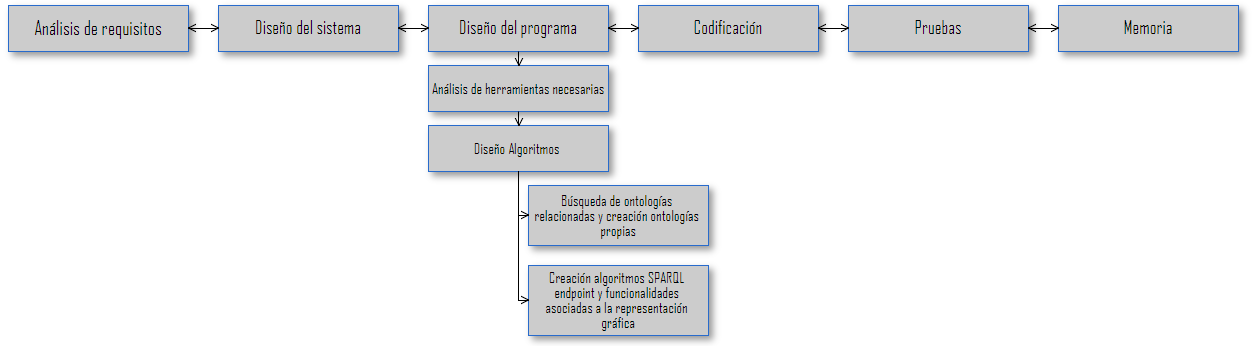 Análisis de requisitos
Diseño del sistema
Diseño del programa
Codificación
Pruebas
Memoria
Análisis de herramientas necesarias
Diseño Algoritmos
Búsqueda de ontologías
relacionadas y creación ontologías
propias
Creación algoritmos SPARQL
endpoint y funcionalidades
asociadas a la representación
gráfica